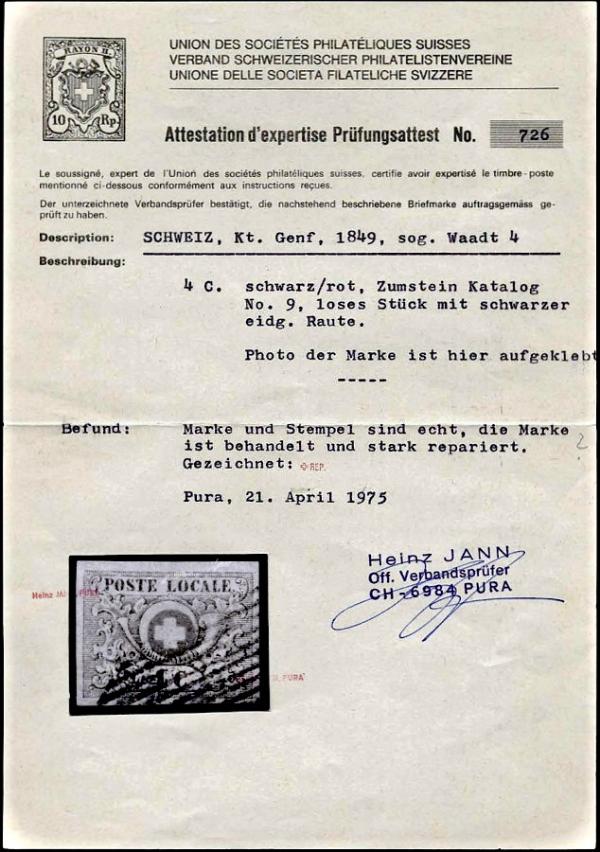 RAYON II.
10 Rp.
UNION DES SOCIÉTÉS PHILATÉLIQUES SUISSES
VERBAND SCHWEIZERISCHER PHILATELISTENVEREINE
UNIONE DELLE SOCIETA FILATELICHE SVIZZERE
Attestation d'expertise Prüfungsattest No. 726
Le soussigné, expert de l'Union des sociétés philatéliques suisses, certifie avoir expertisé le timbre-poste
mentionné ci-dessous conformément aux instructions reçues.
Der unterzeichnete Verbandsprüfer bestätigt, die nachstehend beschriebene Briefmarke auftragsgemäss ge-
prüft zu haben.
Description: SCHWEIZ, Kt. Genf, 1849, sog. Waadt 4
Beschreibung:
4 C. schwarz/rot, Zumstein Katalog
No. 9, loses Stück mit schwarzer
eidg. Raute.
Photo der Marke ist hier aufgeklebt
-----
Befund: Marke und Stempel sind echt, die Marke
ist behandelt und stark repariert. ?
Gezeichnet: REP.
Pura, 21. April 1975
Heinz JANN
Off. Verbandsprüfer
CH-6984 PURA
POSTE LOCALE
Heinz
PURA